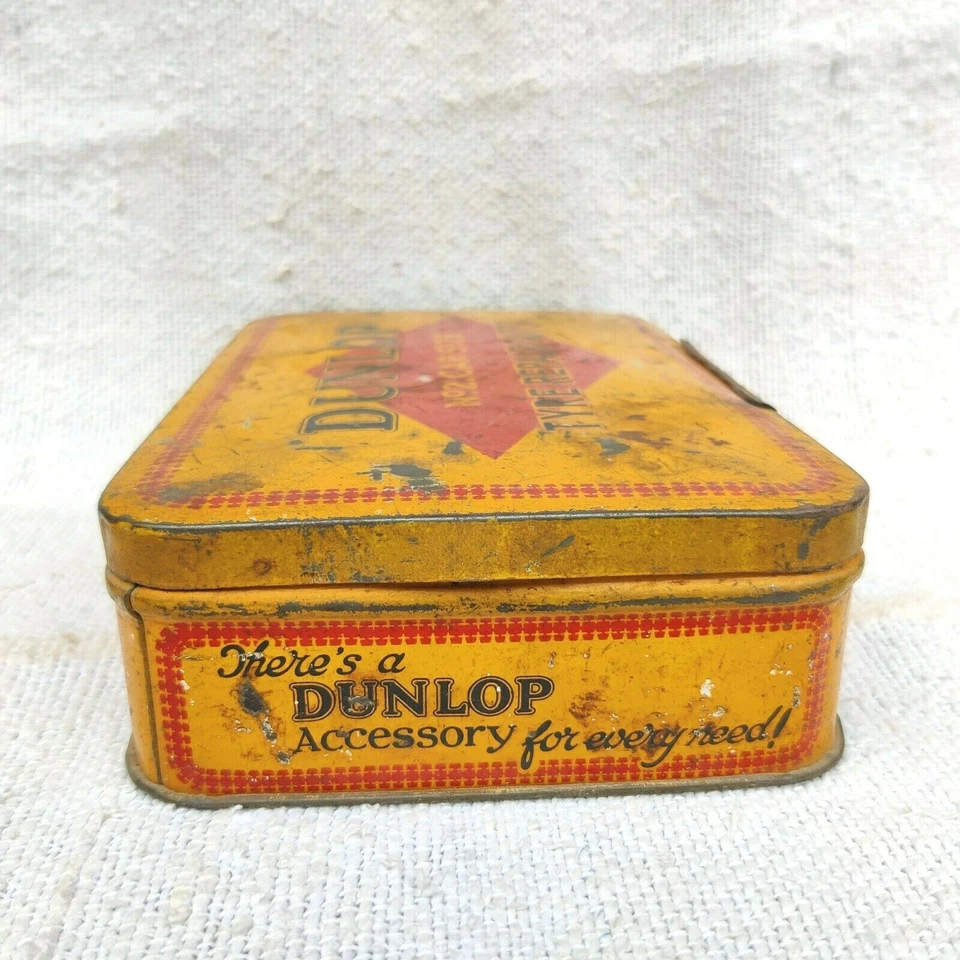 DUNLOP
TYRE REPAIR
There's a
DUNLOP
Accessory for every need!